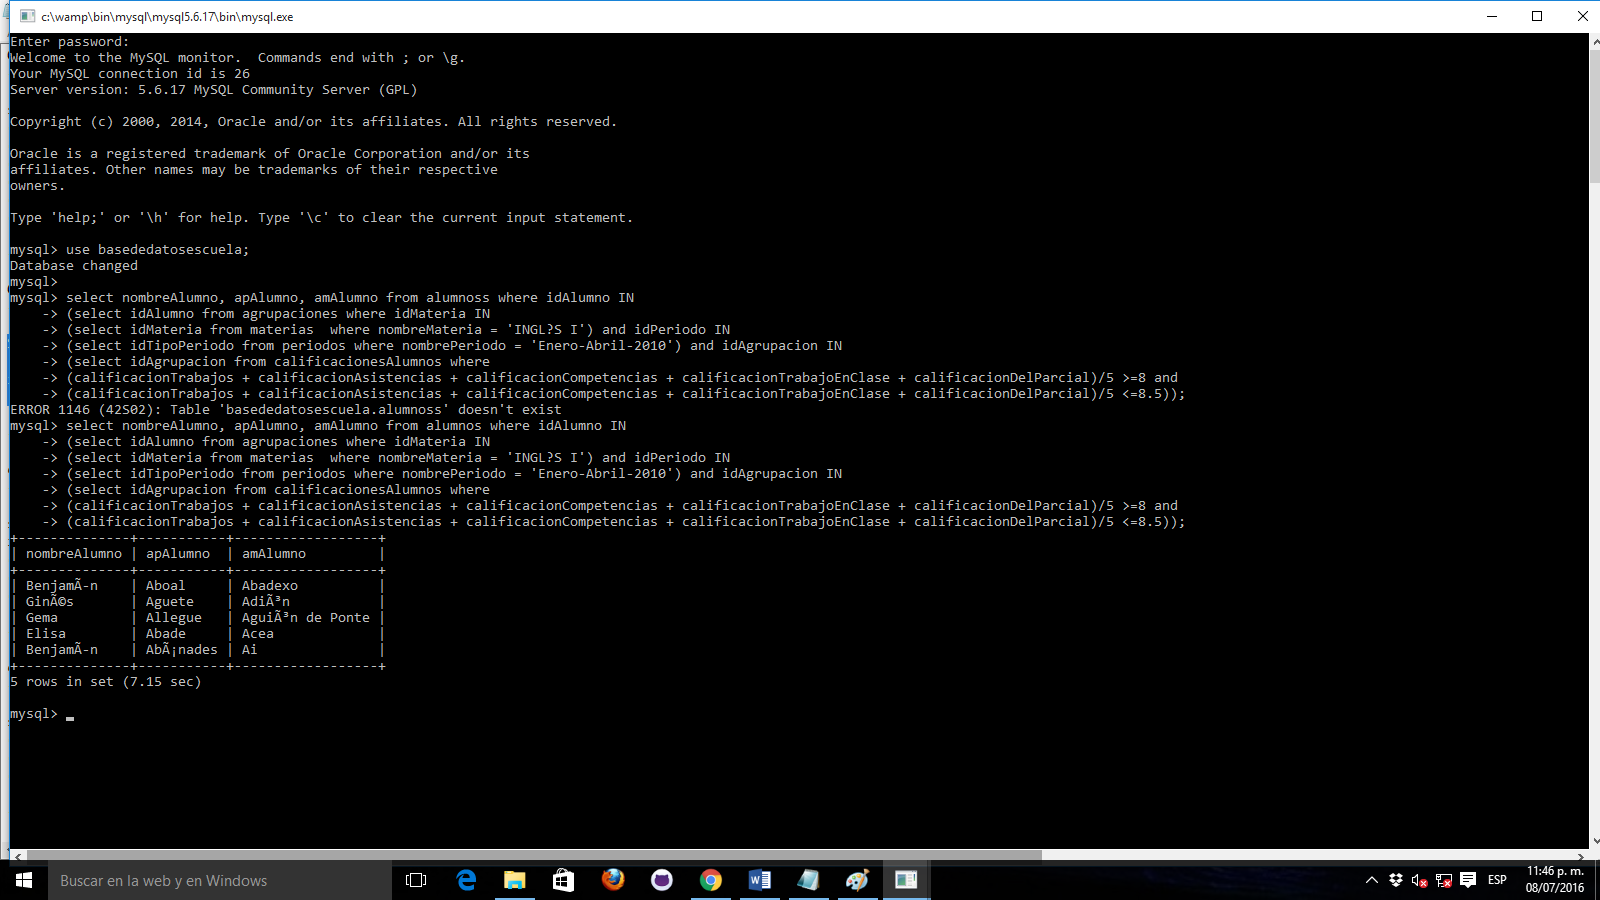 c:\wamp\bin\mysql\mysql5.6.17\bin\mysql.exe
Enter password:
Welcome to the MySQL monitor.  Commands end with ; or \g.
Your MySQL connection id is 26
Server version: 5.6.17 MySQL Community Server (GPL)
Copyright (c) 2000, 2014, Oracle and/or its affiliates. All rights reserved.
Oracle is a registered trademark of Oracle Corporation and/or its
affiliates. Other names may be trademarks of their respective
owners.
Type 'help;' or '\h' for help. Type '\c' to clear the current input statement.
mysql> use basededatosescuela;
Database changed
mysql>
mysql> select nombreAlumno, apAlumno, amAlumno from alumnoss where idAlumno IN
    -> (select idAlumno from agrupaciones where idMateria IN
    -> (select idMateria from materias  where nombreMateria = 'INGL?S I') and idPeriodo IN
    -> (select idTipoPeriodo from periodos where nombrePeriodo = 'Enero-Abril-2010') and idAgrupacion IN
    -> (select idAgrupacion from calificacionesAlumnos where
    -> (calificacionTrabajos + calificacionAsistencias + calificacionCompetencias + calificacionTrabajoEnClase + calificacionDelParcial)/5 >=8 and
    -> (calificacionTrabajos + calificacionAsistencias + calificacionCompetencias + calificacionTrabajoEnClase + calificacionDelParcial)/5 <=8.5));
ERROR 1146 (42S02): Table 'basededatosescuela.alumnoss' doesn't exist
mysql> select nombreAlumno, apAlumno, amAlumno from alumnos where idAlumno IN
    -> (select idAlumno from agrupaciones where idMateria IN
    -> (select idMateria from materias  where nombreMateria = 'INGL?S I') and idPeriodo IN
    -> (select idTipoPeriodo from periodos where nombrePeriodo = 'Enero-Abril-2010') and idAgrupacion IN
    -> (select idAgrupacion from calificacionesAlumnos where
    -> (calificacionTrabajos + calificacionAsistencias + calificacionCompetencias + calificacionTrabajoEnClase + calificacionDelParcial)/5 >=8 and
    -> (calificacionTrabajos + calificacionAsistencias + calificacionCompetencias + calificacionTrabajoEnClase + calificacionDelParcial)/5 <=8.5));
+--------------+-----------+------------------+
| nombreAlumno | apAlumno  | amAlumno         |
+--------------+-----------+------------------+
| BenjamÃ-n    | Aboal     | Abadexo          |
| GinÃ©s       | Aguete    | AdiÃ³n           |
| Gema         | Allegue   | AguiÃ³n de Ponte |
| Elisa        | Abade     | Acea             |
| BenjamÃ-n    | AbÃ¡nades | Ai               |
+--------------+-----------+------------------+
5 rows in set (7.15 sec)
mysql>
Buscar en la web y en Windows
ESP
11:46 p. m.
08/07/2016